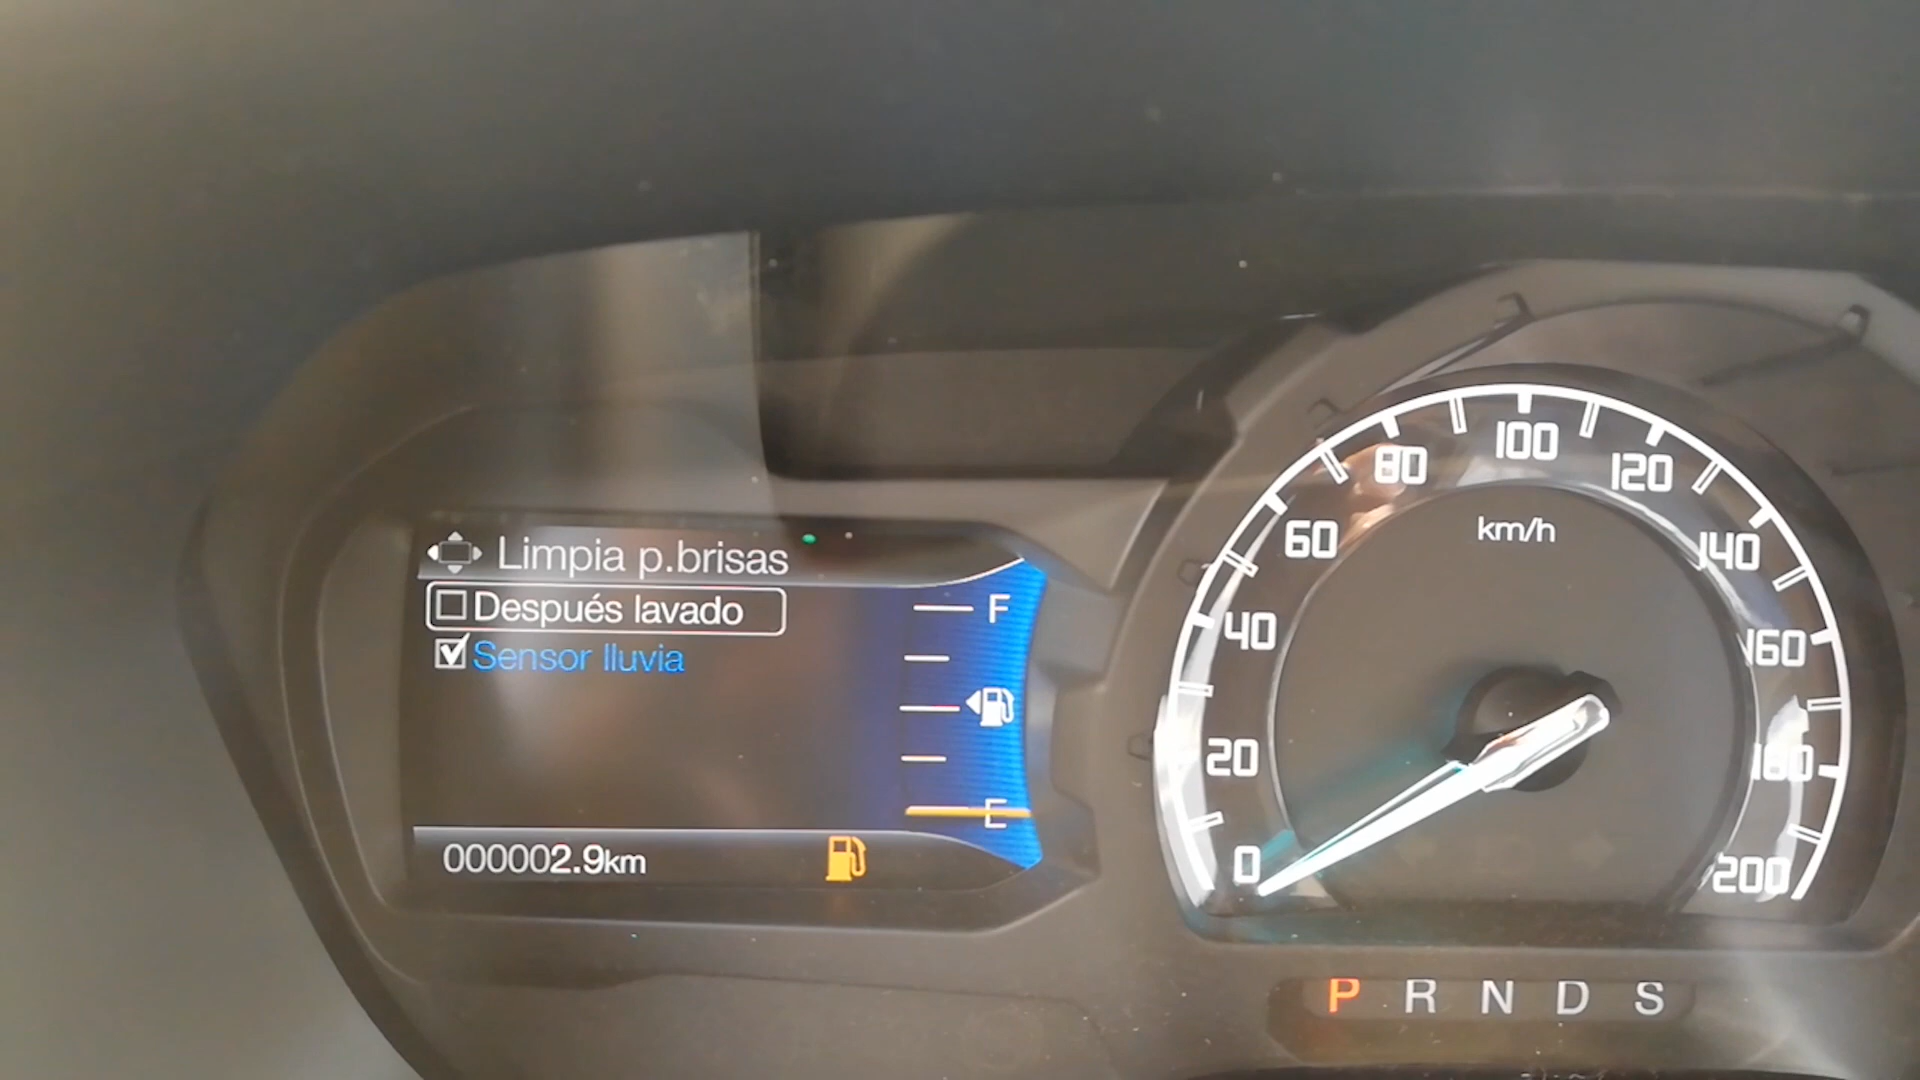 Limpia p.brisas
Después lavado
Sensor lluvia
F
E
000002.9km
0
20
40
60
80
100
120
140
160
180
200
km/h
P R N D S